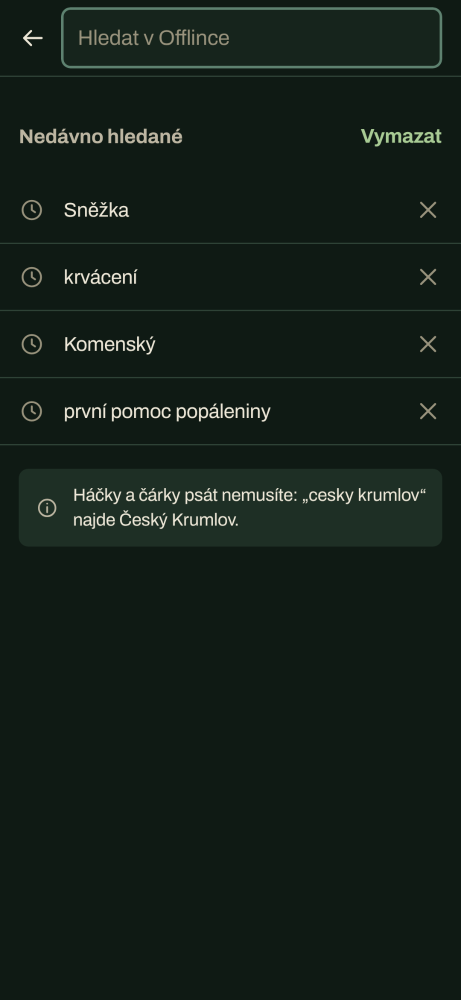 Hledat v Offlince
Nedávno hledané
Vymazat
Sněžka
krvácení
Komenský
první pomoc popáleniny
Háčky a čárky psát nemusíte: „cesky krumlov“
najde Český Krumlov.